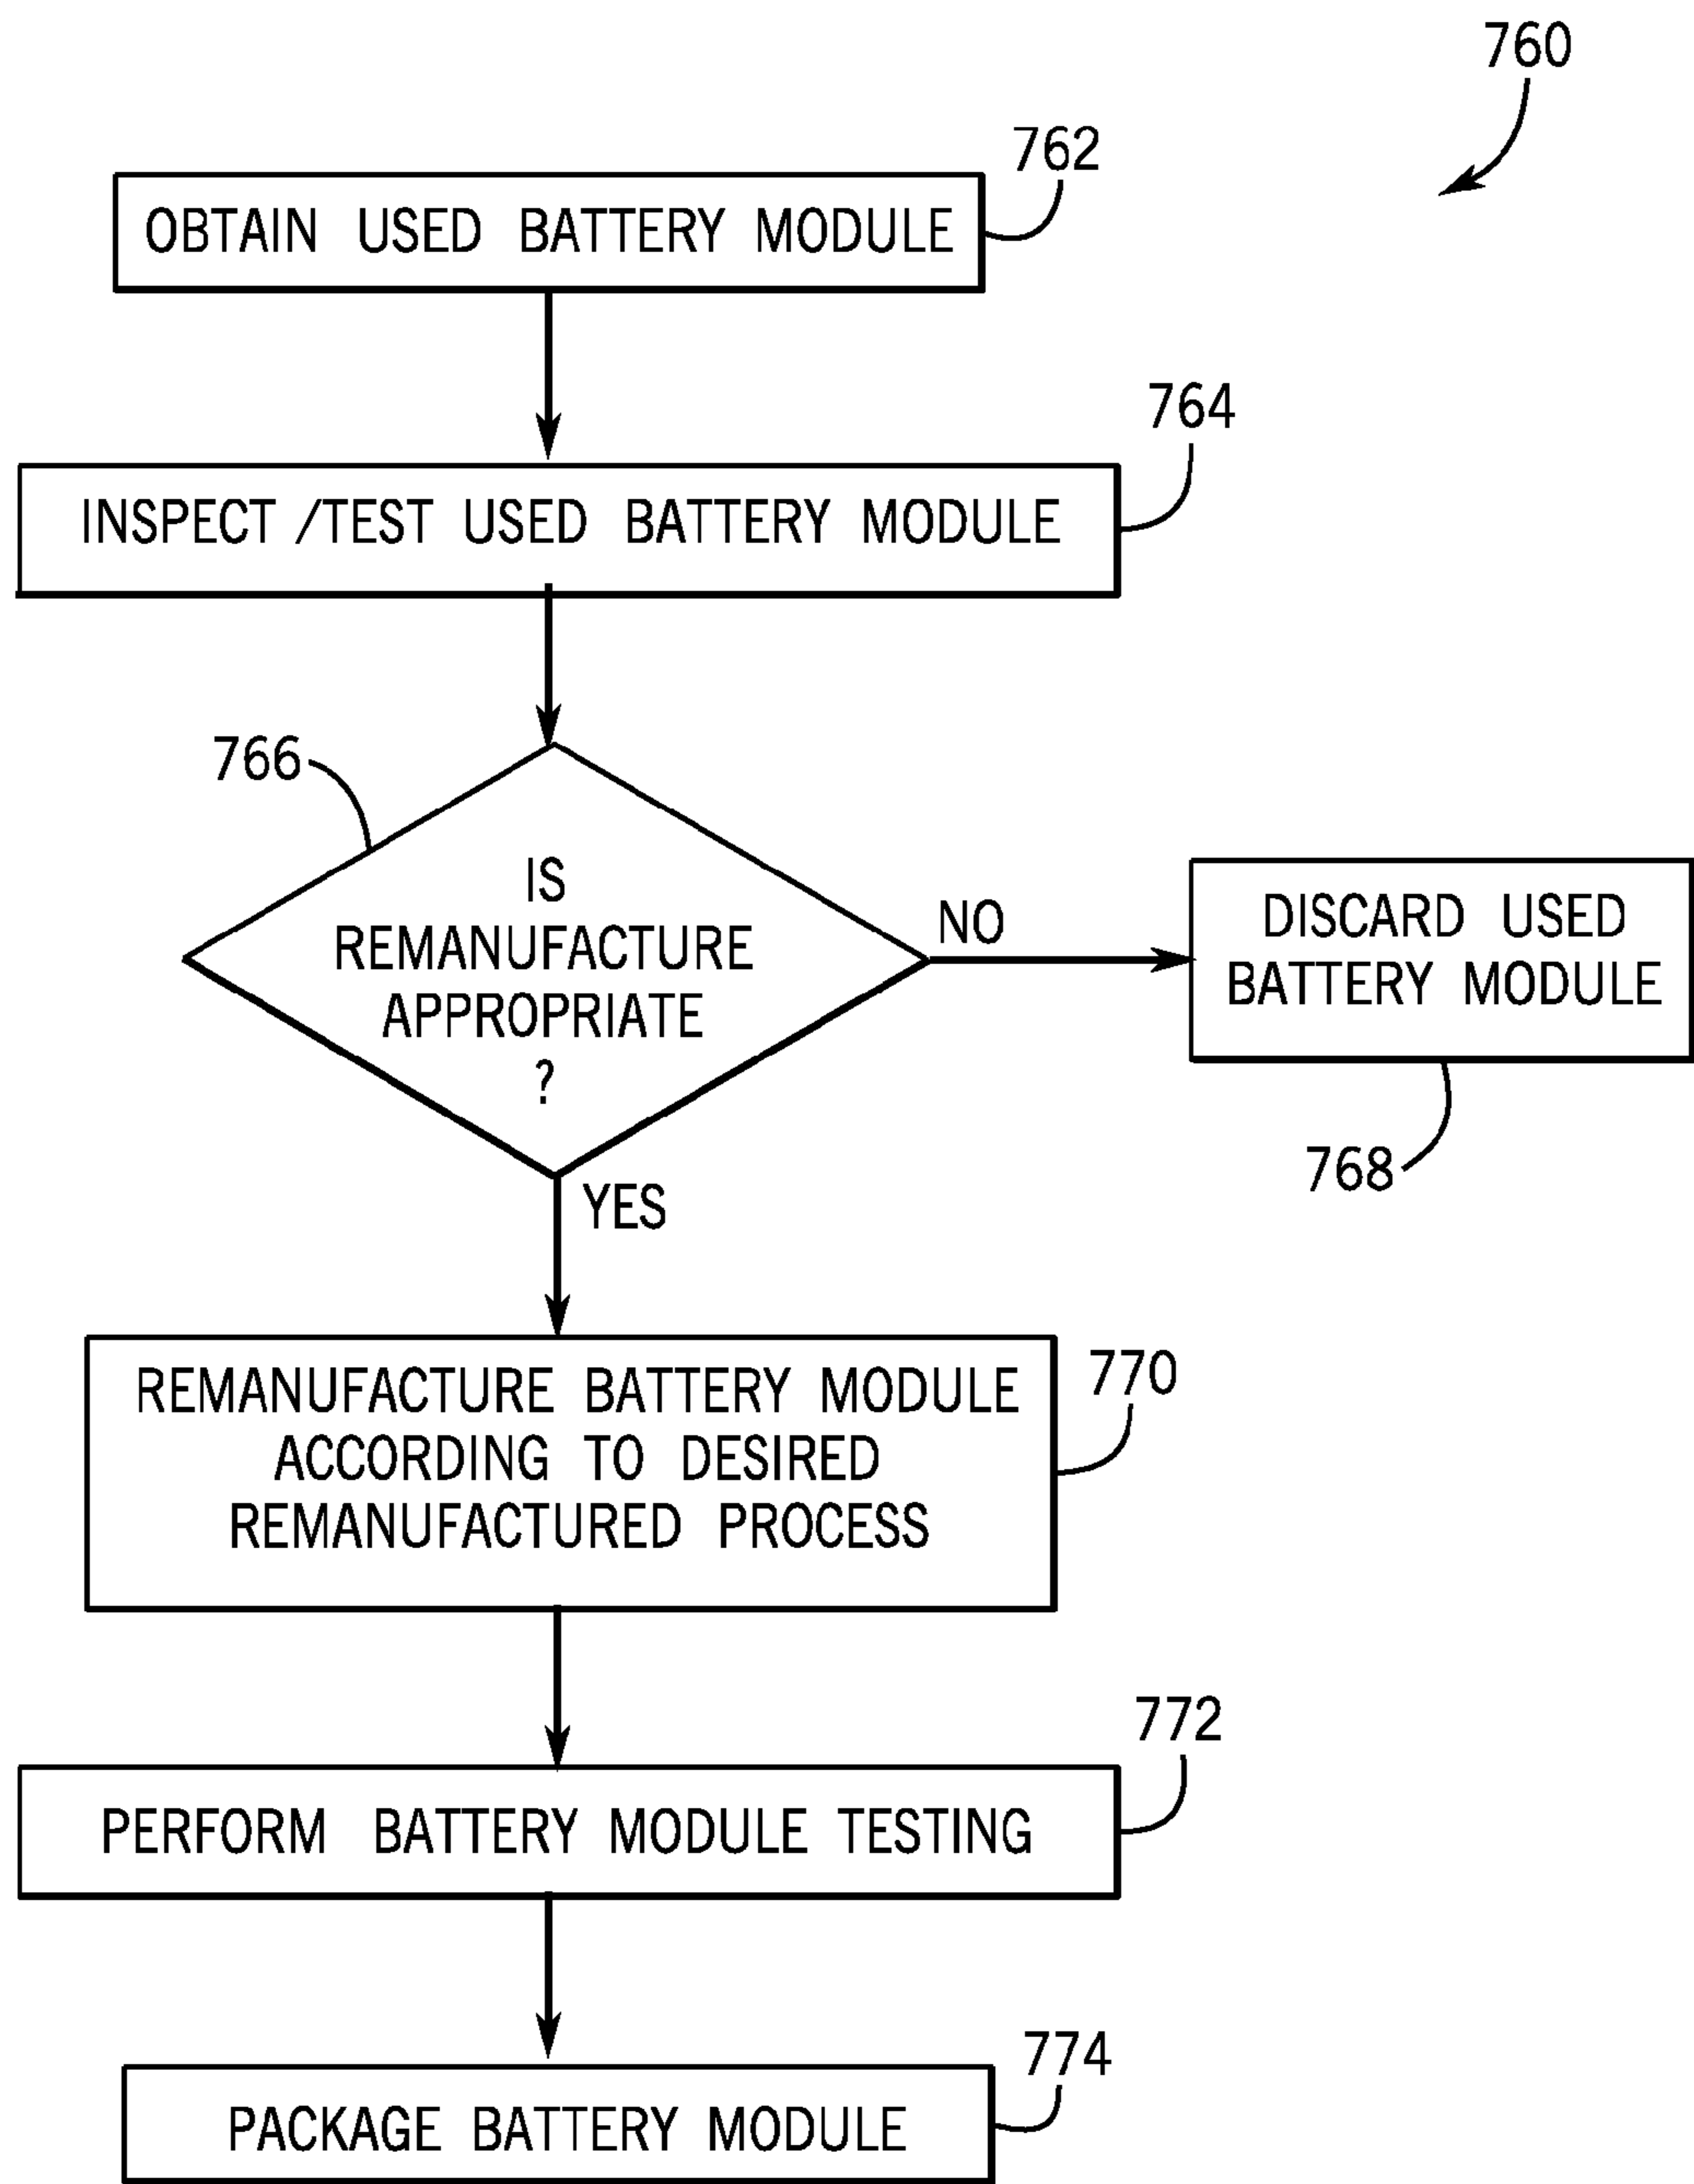 760
762
OBTAIN USED BATTERY MODULE
764
INSPECT /TEST USED BATTERY MODULE
766
IS
REMANUFACTURE
APPROPRIATE
?
NO
DISCARD USED
BATTERY MODULE
768
YES
770
REMANUFACTURE BATTERY MODULE
ACCORDING TO DESIRED
REMANUFACTURED PROCESS
772
PERFORM BATTERY MODULE TESTING
774
PACKAGE BATTERY MODULE